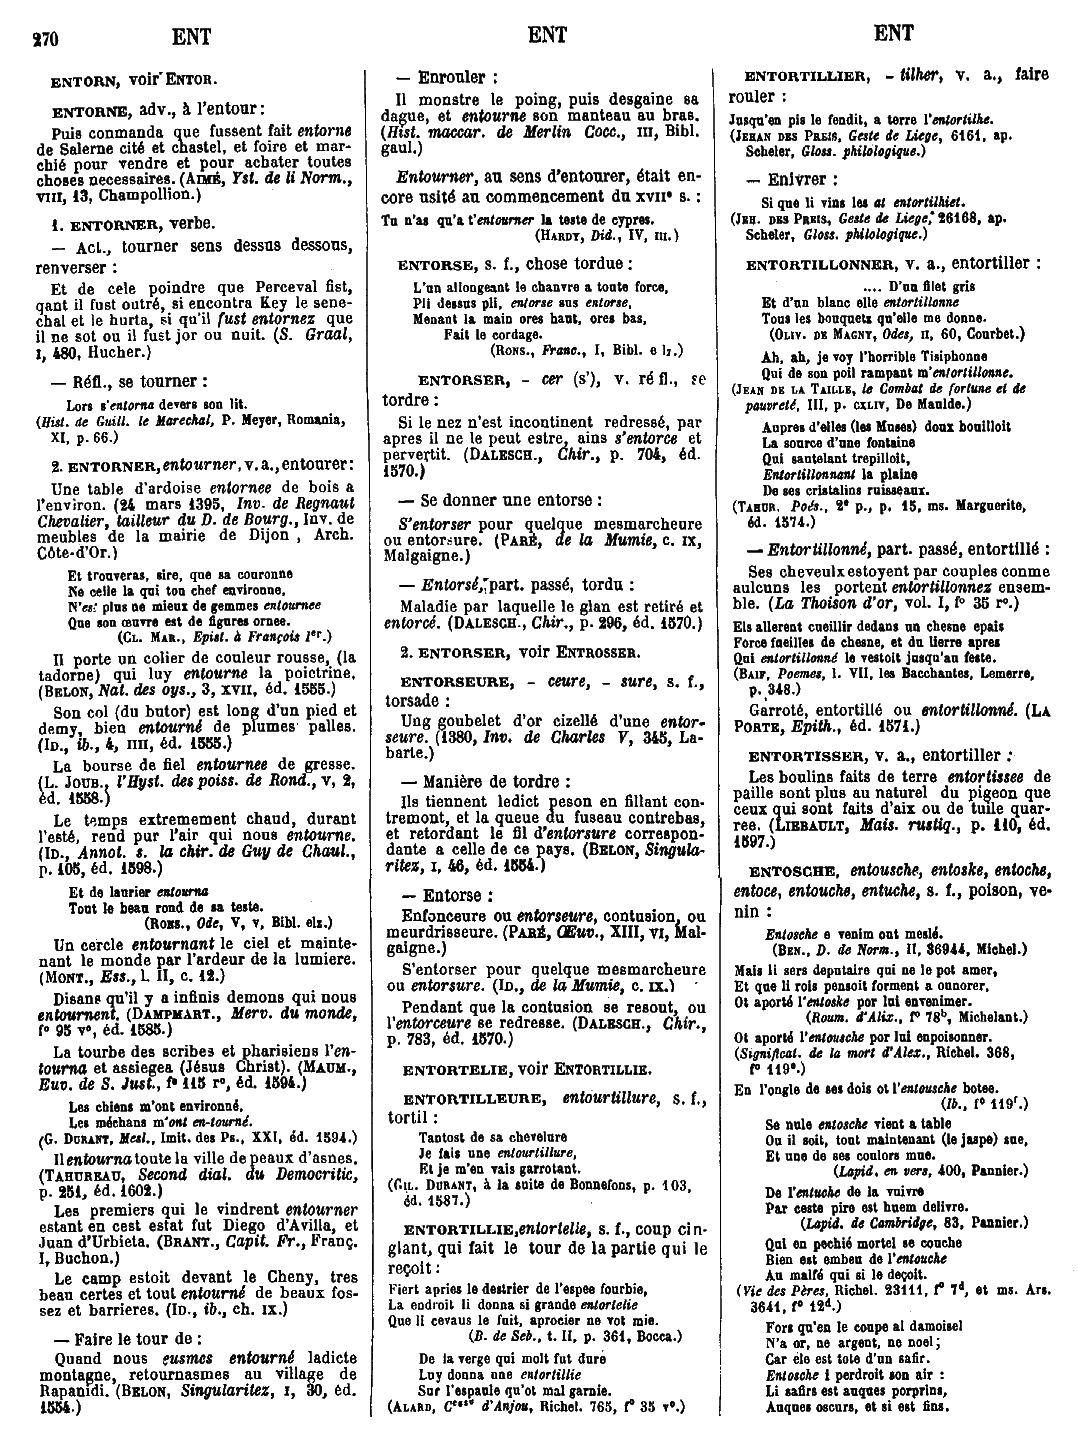 270 ENT ENT ENT
ENTORN, voir ENTOR.
ENTORNE, adv., à l'entour :
Puis conmanda que fussent fait entorne
de Salerne cité et chastel, et foire et mar-
chié pour vendre et pour achater toutes
choses necessaires. (AIMÉ, Yst. de li Norm.,
VIII, 13, Champollion.)
1. ENTORNER, verbe.
— Act., tourner sens dessus dessous,
renverser :
Et de cele poindre que Perceval fist,
qant il fust outré, si encontra Key le sene-
chal et le hurta, si qu'il fust entornez que
il ne sot ou il fust jor ou nuit. (S. Graal,
I, 480, Hucher.)
— Réfl., se tourner :
Lors s'entorna devers son lit.
(Hist. de Guill. le Marechal, P. Meyer, Romania,
XI, p. 66.)
2. ENTORNER, entourner, v. a., entourer :
Une table d'ardoise entornee de bois a
l'environ. (24 mars 1395, Inv. de Regnaut
Chevalier, tailleur du D. de Bourg., Inv. de
meubles de la mairie de Dijon, Arch.
Côte-d'Or.)
Et trouveras, sire, que sa couronne
Ne celle la qui ton chef environne,
N'est plus ne mieux de gemmes entournee
Que son œuvre est de figures ornee.
(CL. MAR., Epist. à François Ier.)
Il porte un colier de couleur rousse, (la
tadorne) qui luy entourne la poictrine.
(BELON, Nat. des oys., 3, XVII, éd. 1555.)
Son col (du butor) est long d'un pied et
demy, bien entourné de plumes palles.
(ID., ib., 4, IIII, éd. 1555.)
La bourse de fiel entournee de gresse.
(L. JOUB., l'Hyst. des poiss. de Rond., V, 2,
éd. 1558.)
Le temps extremement chaud, durant
l'esté, rend pur l'air qui nous entourne.
(ID., Annot. s. la chir. de Guy de Chaul.,
p. 105, éd. 1598.)
Et de laurier entourna
Tout le beau rond de sa teste.
(RONS., Ode, V, V, Bibl. elz.)
Un cercle entournant le ciel et mainte-
nant le monde par l'ardeur de la lumiere.
(MONT., Ess., l. II, c. 12.)
Disans qu'il y a infinis demons qui nous
entournent. (DAMPMART., Merv. du monde,
f° 95 v°, éd. 1585.)
La tourbe des scribes et pharisiens l'en-
tourna et assiegea (Jésus Christ). (MAUM.,
Euv. de S. Just., f° 115 r°, éd. 1594.)
Les chiens m'ont environné,
Les méchans m'ont en-tourné.
(G. DURANT, Mesl., Imit. des Ps., XXI, éd. 1594.)
Il entourna toute la ville de peaux d'asnes.
(TAHURREAU, Second dial. du Democritic,
p. 251, éd. 1602.)
Les premiers qui le vindrent entourner
estant en cest estat fut Diego d'Avilla, et
Juan d'Urbieta. (BRANT., Capit. Fr., Franç.
I, Buchon.)
Le camp estoit devant le Cheny, tres
beau certes et tout entourné de beaux fos-
sez et barrieres. (ID., ib., ch. IX.)
— Faire le tour de :
Quand nous eusmes entourné ladicte
montagne, retournasmes au village de
Rapanidi. (BELON, Singularitez, I, 30, éd.
1554.)
— Enrouler :
Il monstre le poing, puis desgaine sa
dague, et entourne son manteau au bras.
(Hist. maccar. de Merlin Cocc., III, Bibl.
gaul.)
Entourner, au sens d'entourer, était en-
core usité au commencement du XVIIe s. :
Tu n'as qu'a t'entourner la teste de cypres.
(HARDY, Did., IV, III.)
ENTORSE, s. f., chose tordue :
L'un allongeant le chanvre a toute force,
Pli dessus pli, entorse sus entorse,
Menant la main ores haut, ores bas,
Fait le cordage.
(RONS., Franc., I, Bibl. elz.)
ENTORSER, - cer (s'), v. réfl., se
tordre :
Si le nez n'est incontinent redressé, par
apres il ne le peut estre, ains s'entorce et
pervertit. (DALESCH., Chir., p. 704, éd.
1570.)
— Se donner une entorse :
S'entorser pour quelque mesmarcheure
ou entorsure. (PARÉ, de la Mumie, c. IX,
Malgaigne.)
— Entorsé, part. passé, tordu :
Maladie par laquelle le glan est retiré et
entorcé. (DALESCH., Chir., p. 296, éd. 1570.)
2. ENTORSER, voir ENTROSSER.
ENTORSEURE, - ceure, - sure, s. f.,
torsade :
Ung goubelet d'or cizellé d'une entor-
seure. (1380, Inv. de Charles V, 345, La-
barte.)
— Manière de tordre :
Ils tiennent ledict peson en fillant con-
tremont, et la queue du fuseau contrebas,
et retordant le fil d'entorsure correspon-
dante a celle de ce pays. (BELON, Singula-
ritez, I, 46, éd. 1554.)
— Entorse :
Enfonceure ou entorseure, contusion, ou
meurdrisseure. (PARÉ, Œuv., XIII, VI, Mal-
gaigne.)
S'entorser pour quelque mesmarcheure
ou entorsure. (ID., de la Mumie, c. IX.)
Pendant que la contusion se resout, ou
l'entorceure se redresse. (DALESCH., Chir.,
p. 783, éd. 1570.)
ENTORTELIE, voir ENTORTILLIE.
ENTORTILLEURE, entourtillure, s. f.,
tortil :
Tantost de sa chevelure
Je fais une entourtillure,
Et je m'en vais garrotant.
(GIL. DURANT, à la suite de Bonnefons, p. 103,
éd. 1587.)
ENTORTILLIE, entortelie, s. f., coup cin-
glant, qui fait le tour de la partie qui le
reçoit :
Fiert apries le destrier de l'espee fourbie,
La endroit li donna si grande entortelie
Que li cevaus le fuit, aprocier ne vot mie.
(B. de Seb., t. II, p. 361, Bocca.)
De la verge qui molt fut dure
Luy donna une entortillie
Sur l'espaule qu'ot mal garnie.
(ALARD, Csse d'Anjou, Richel. 765, f° 35 v°.)
ENTORTILLIER, - tilher, v. a., faire
rouler :
Jusqu'en pis le fendit, a terre l'entortilhe.
(JEHAN DES PREIS, Geste de Liege, 6161, ap.
Scheler, Gloss. philologique.)
— Enivrer :
Si que li vins les at entortilhiet.
(JEH. DES PREIS, Geste de Liege, 26168, ap.
Scheler, Gloss. philologique.)
ENTORTILLONNER, v. a., entortiller :
.... D'un filet gris
Et d'un blanc elle entortillonne
Tous les bouquets qu'elle me donne.
(OLIV. DE MAGNY, Odes, II, 60, Courbet.)
Ah, ah, je voy l'horrible Tisiphonne
Qui de son poil rampant m'entortillonne.
(JEAN DE LA TAILLE, le Combat de fortune et de
pauvreté, III, p. CXLIV, De Maulde.)
Aupres d'elles (les Muses) doux bouilloit
La source d'une fontaine
Qui santelant trepilloit,
Entortillonnant la plaine
De ses cristalins ruisseaux.
(TAHUR. Poés., 2e p., p. 15, ms. Marguerite,
éd. 1574.)
— Entortillonné, part. passé, entortillé :
Ses cheveulx estoyent par couples conme
aulcuns les portent entortillonnez ensem-
ble. (La Thoison d'or, vol. I, f° 35 r°.)
Els allerent cueillir dedans un chesne epais
Force fueilles de chesne, et du lierre apres
Qui entortillonné le vestoit jusqu'au feste.
(BAIF, Poemes, l. VII, les Bacchantes, Lemerre,
p. 348.)
Garroté, entortillé ou entortillonné. (LA
PORTE, Epith., éd. 1571.)
ENTORTISSER, v. a., entortiller :
Les boulins faits de terre entortissee de
paille sont plus au naturel du pigeon que
ceux qui sont faits d'aix ou de tuile quar-
ree. (LIEBAULT, Mais. rustiq., p. 110, éd.
1597.)
ENTOSCHE, entousche, entoske, entoche,
entoce, entouche, entuche, s. f., poison, ve-
nin :
Entosche e venim ont meslé.
(BEN., D. de Norm., II, 36944, Michel.)
Mais li sers deputaire qui ne le pot amer,
Et que li rois pensoit forment a ounorer,
Ot aporté l'entoske por lui envenimer.
(Roum. d'Alix., f° 78b, Michelant.)
Ot aporté l'entousche por lui enpoisonner.
(Significat. de la mort d'Alex., Richel. 368,
f° 119e.)
En l'ongle de ses dois ot l'entousche botee.
(Ib., f° 119f.)
Se nule entosche vient a table
Ou il soit, tout maintenant (le jaspe) sue,
Et une de ses coulors mue.
(Lapid. en vers, 400, Pannier.)
De l'entuche de la vuivre
Par ceste pire est huem delivre.
(Lapid. de Cambridge, 83, Pannier.)
Qui en pechié mortel se couche
Bien est embeu de l'entouche
Au malfé qui si le deçoit.
(Vie des Pères, Richel. 23111, f° 7d, et ms. Ars.
3641, f° 12d.)
Fors qu'en le coupe al damoisel
N'a or, ne argent, ne noel ;
Car ele est tote d'un safir.
Entosche i perdroit son air :
Li safirs est auques porprins,
Auques oscurs, et si est fins.